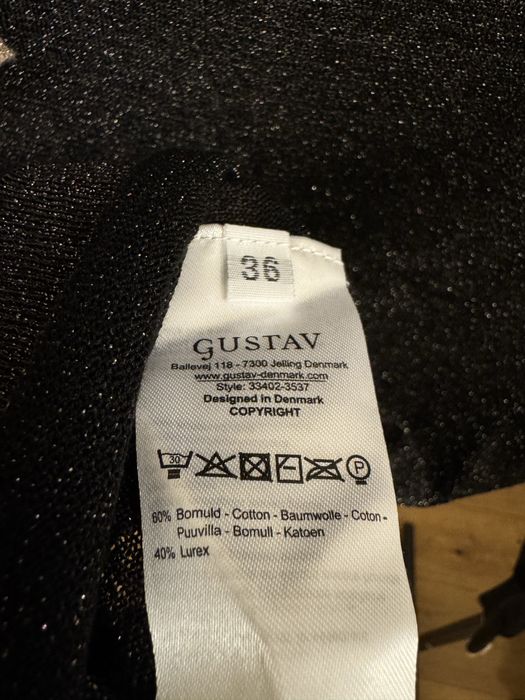 36
GUSTAV
Ballevej 118 - 7300 Jelling Denmark
www.gustav-denmark.com
Style: 33402-3537
Designed in Denmark
COPYRIGHT
30 P
60% Bomuld - Cotton - Baumwolle - Coton -
Puuvilla - Bomull - Katoen
40% Lurex